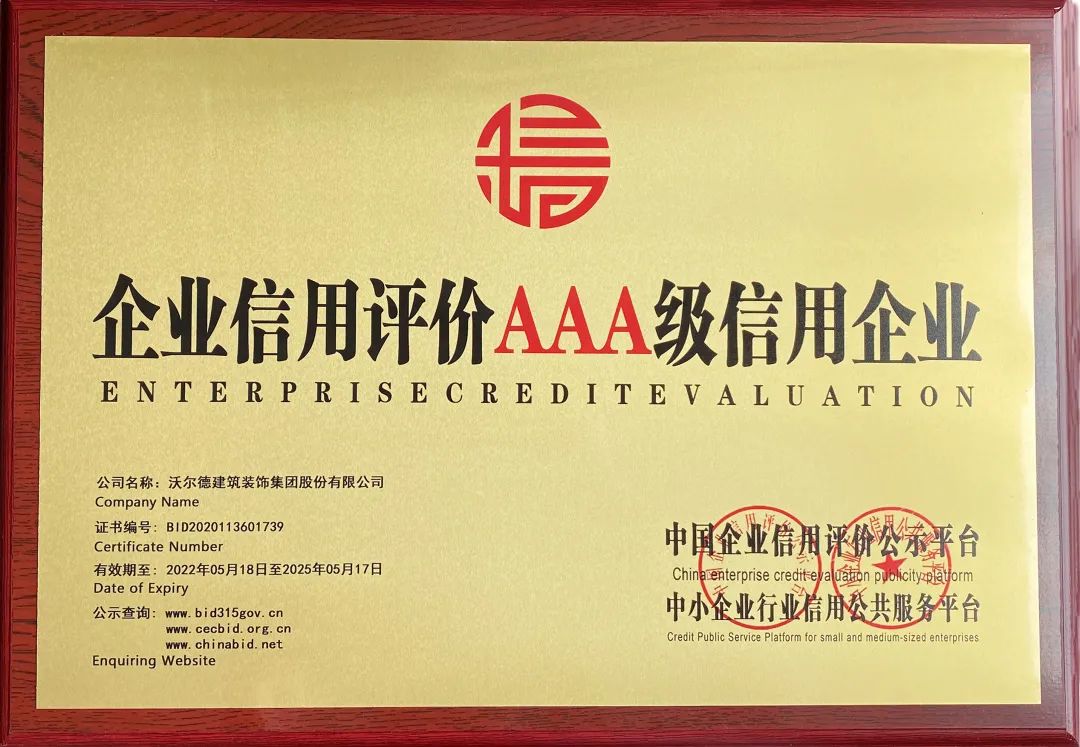 企业信用评价AAA级信用企业
ENTERPRISECREDITEVALUATION
公司名称：沃尔德建筑装饰集团股份有限公司
Company Name
证书编号：BID2020113601739
Certificate Number
有效期至：2022年05月18日至2025年05月17日
Date of Expiry
公示查询：www.bid315gov.cn
www.cecbid.org.cn
www.chinabid.net
Enquiring Website
中国企业信用评价公示平台
China enterprise credit evaluation publicity platform
中小企业行业信用公共服务平台
Credit Public Service Platform for small and medium-sized enterprises